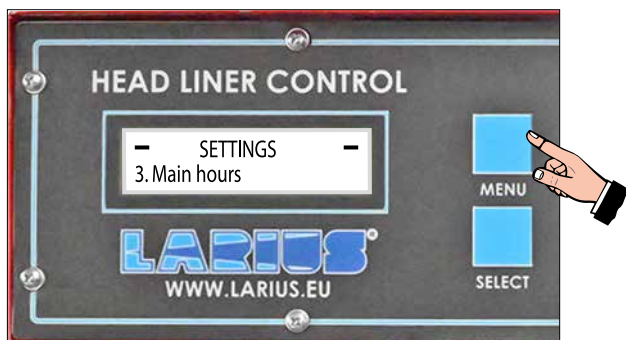 HEAD LINER CONTROL
- SETTINGS -
3. Main hours
MENU
LARIUS®
WWW.LARIUS.EU
SELECT